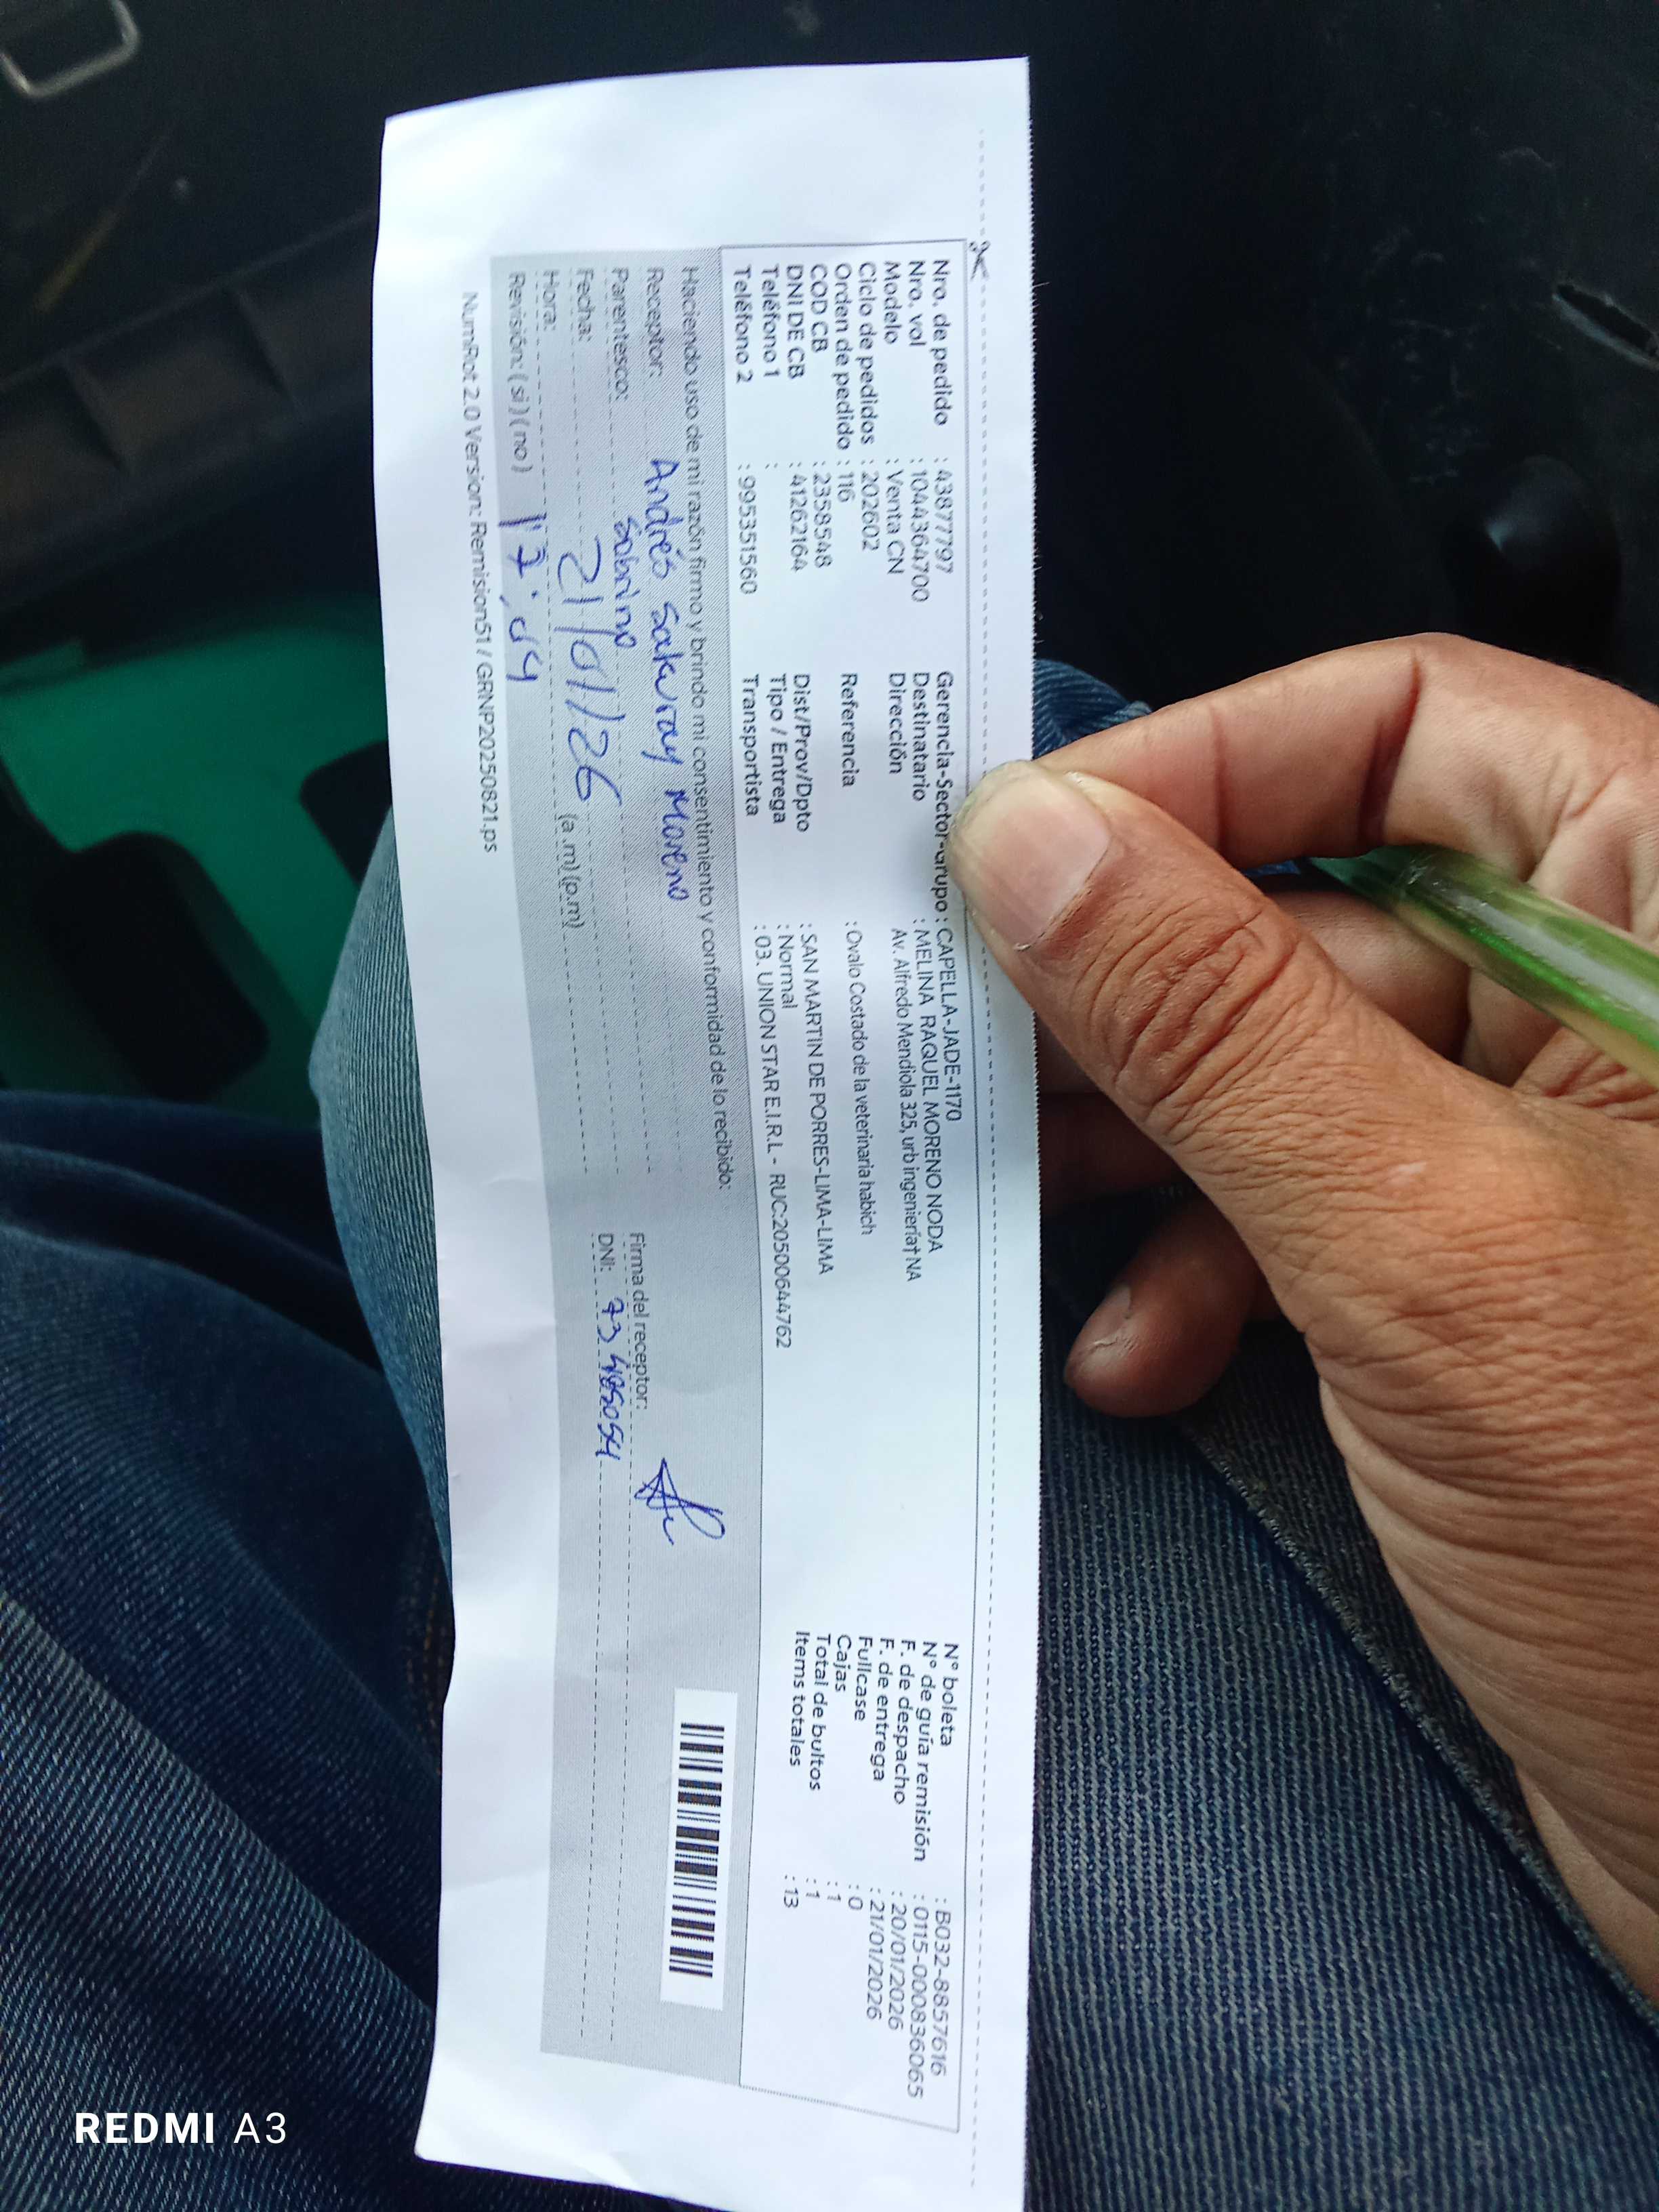 Nro. de pedido : 43877797
Nro. vol : 1044364700
Modelo : Venta CN
Ciclo de pedidos : 202602
Orden de pedido : 116
COD CB : 2358548
DNI DE CB : 41262164
Teléfono 1 :
Teléfono 2 : 995351560
Gerencia-Sector-Grupo : CAPELLA-JADE-1170
Destinatario : MELINA RAQUEL MORENO NODA
Dirección Av. Alfredo Mendiola 325, urb ingeniería† NA
Referencia : Ovalo Costado de la veterinaria habich
Dist/Prov/Dpto : SAN MARTIN DE PORRES-LIMA-LIMA
Tipo / Entrega : Normal
Transportista : 03. UNION STAR E.I.R.L. - RUC:20500644762
N° boleta : B032-8857616
N° de guía remisión : 0115-000836065
F. de despacho : 20/01/2026
F. de entrega : 21/01/2026
Fullcase : 0
Cajas : 1
Total de bultos : 1
Items totales : 13
Haciendo uso de mi razón firmo y brindo mi consentimiento y conformidad de lo recibido:
Receptor: Andrés Sakuray Moreno
Parentesco: Sobrino
Fecha: 21/01/26
Hora: (a .m) (p.m)
Revisión: ( si ) ( no ) 17:04
Firma del receptor:
DNI: 73485054
NumRot 2.0 Version: Remision51 / GRNP20250821.ps
REDMI A3